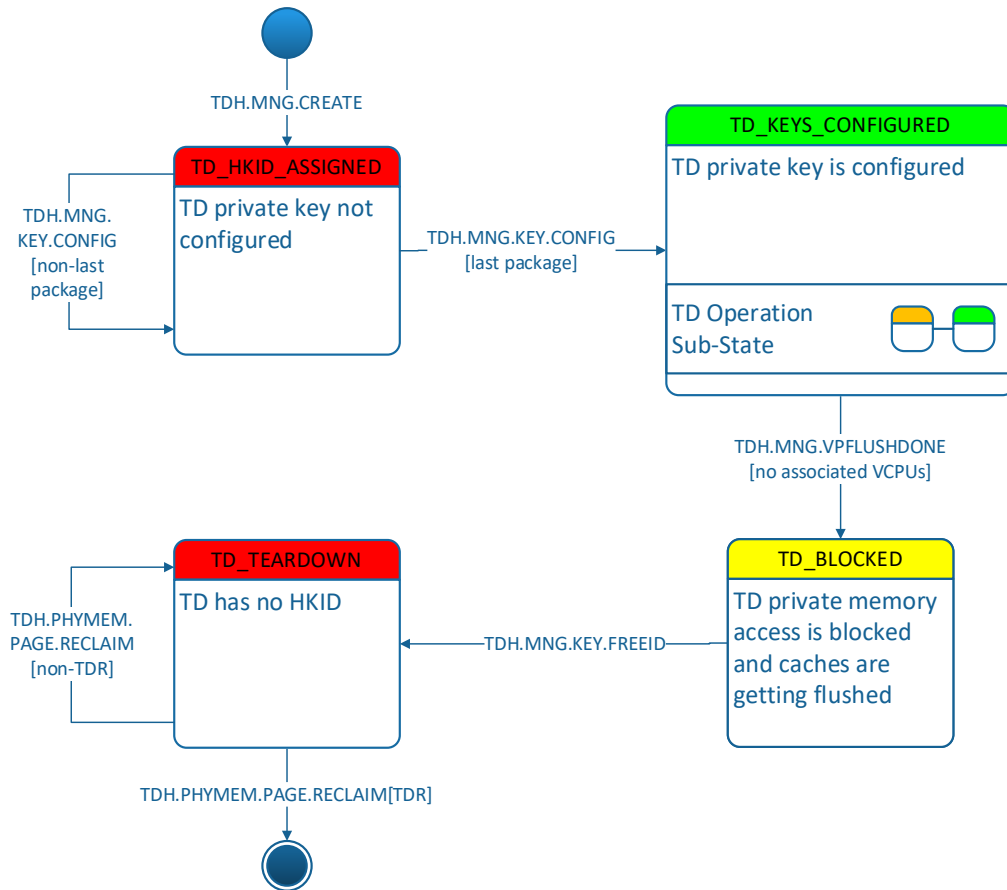 TDH.MNG.CREATE
TD_HKID_ASSIGNED
TD private key not
configured
TDH.MNG.
KEY.CONFIG
[non-last
package]
TDH.MNG.KEY.CONFIG
[last package]
TD_KEYS_CONFIGURED
TD private key is configured
TD Operation
Sub-State
TDH.MNG.VPFLUSHDONE
[no associated VCPUs]
TD_BLOCKED
TD private memory
access is blocked
and caches are
getting flushed
TDH.MNG.KEY.FREEID
TD_TEARDOWN
TD has no HKID
TDH.PHYMEM.
PAGE.RECLAIM
[non-TDR]
TDH.PHYMEM.PAGE.RECLAIM[TDR]